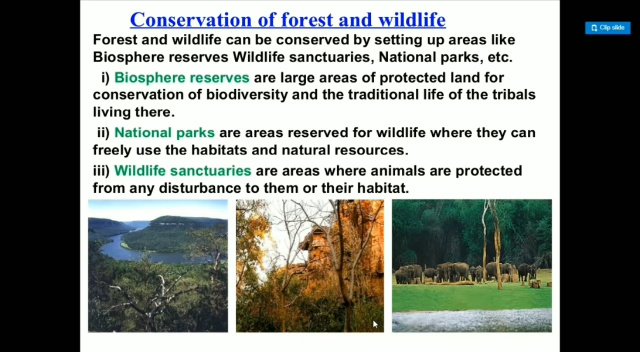 Conservation of forest and wildlife
Clip slide
Forest and wildlife can be conserved by setting up areas like
Biosphere reserves Wildlife sanctuaries, National parks, etc.
i) Biosphere reserves are large areas of protected land for
conservation of biodiversity and the traditional life of the tribals
living there.
ii) National parks are areas reserved for wildlife where they can
freely use the habitats and natural resources.
iii) Wildlife sanctuaries are areas where animals are protected
from any disturbance to them or their habitat.